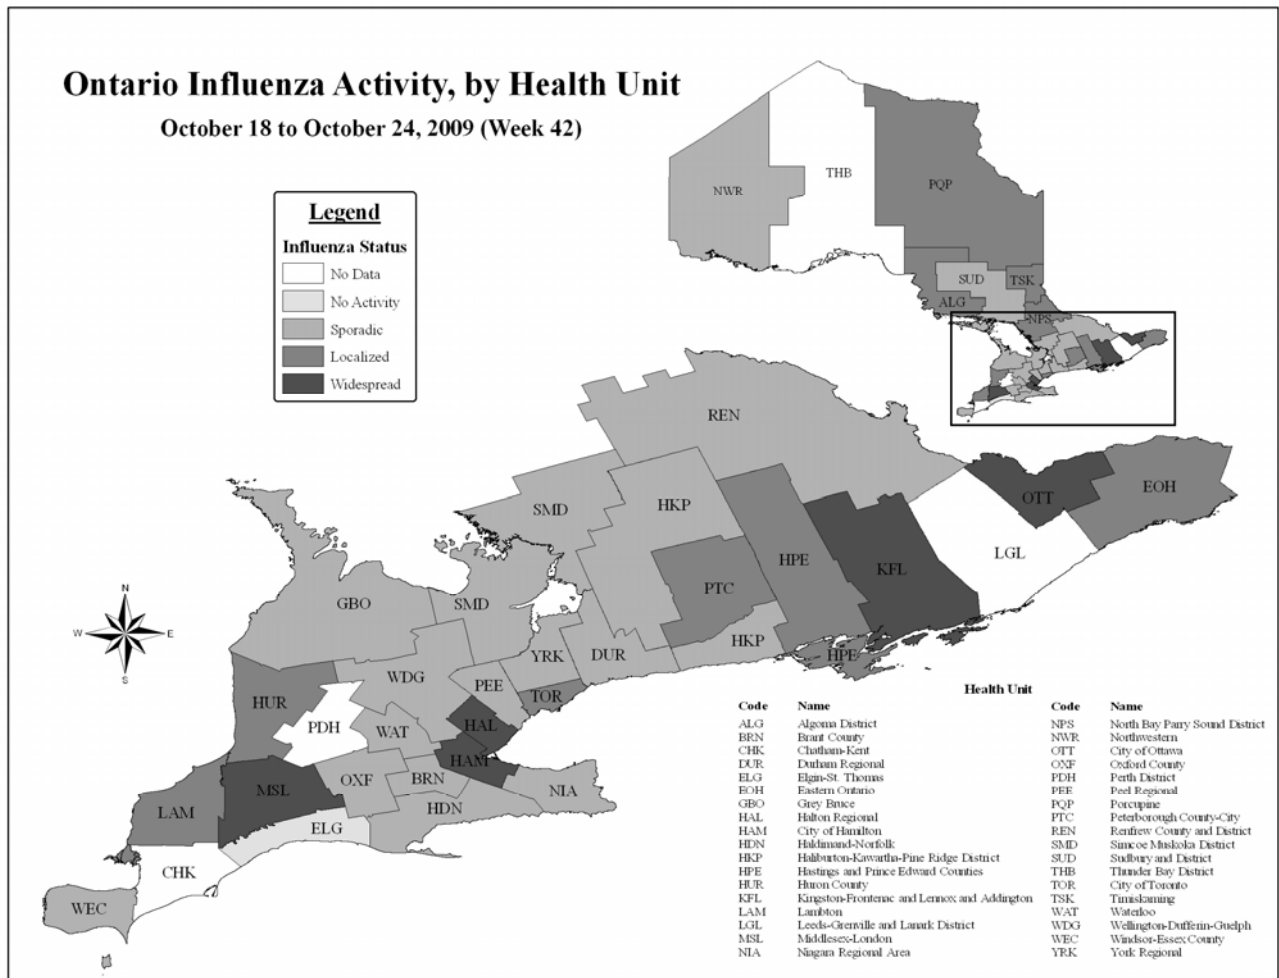 Ontario Influenza Activity, by Health Unit
October 18 to October 24, 2009 (Week 42)
Legend
Influenza Status
No Data
No Activity
Sporadic
Localized
Widespread
NWR
THB
PQP
SUD
TSK
ALG
NPS
REN
SMD
HKP
OTT
EOH
HPE
KFL
LGL
PTC
GBO
SMD
HKP
HPE
YRK
DUR
WDG
PEE
TOR
HUR
PDH
WAT
HAL
HAM
MSL
OXF
BRN
NIA
LAM
HDN
ELG
CHK
WEC
N
W E
S
Health Unit
Code Name Code Name
ALG Algoma District NPS North Bay Parry Sound District
BRN Brant County NWR Northwestern
CHK Chatham-Kent OTT City of Ottawa
DUR Durham Regional OXF Oxford County
ELG Elgin-St. Thomas PDH Perth District
EOH Eastern Ontario PEE Peel Regional
GBO Grey Bruce PQP Porcupine
HAL Halton Regional PTC Peterborough County-City
HAM City of Hamilton REN Renfrew County and District
HDN Haldimand-Norfolk SMD Simcoe Muskoka District
HKP Haliburton-Kawartha-Pine Ridge District SUD Sudbury and District
HPE Hastings and Prince Edward Counties THB Thunder Bay District
HUR Huron County TOR City of Toronto
KFL Kingston-Frontenac and Lennox and Addington TSK Timiskaming
LAM Lambton WAT Waterloo
LGL Leeds-Grenville and Lanark District WDG Wellington-Dufferin-Guelph
MSL Middlesex-London WEC Windsor-Essex County
NIA Niagara Regional Area YRK York Regional